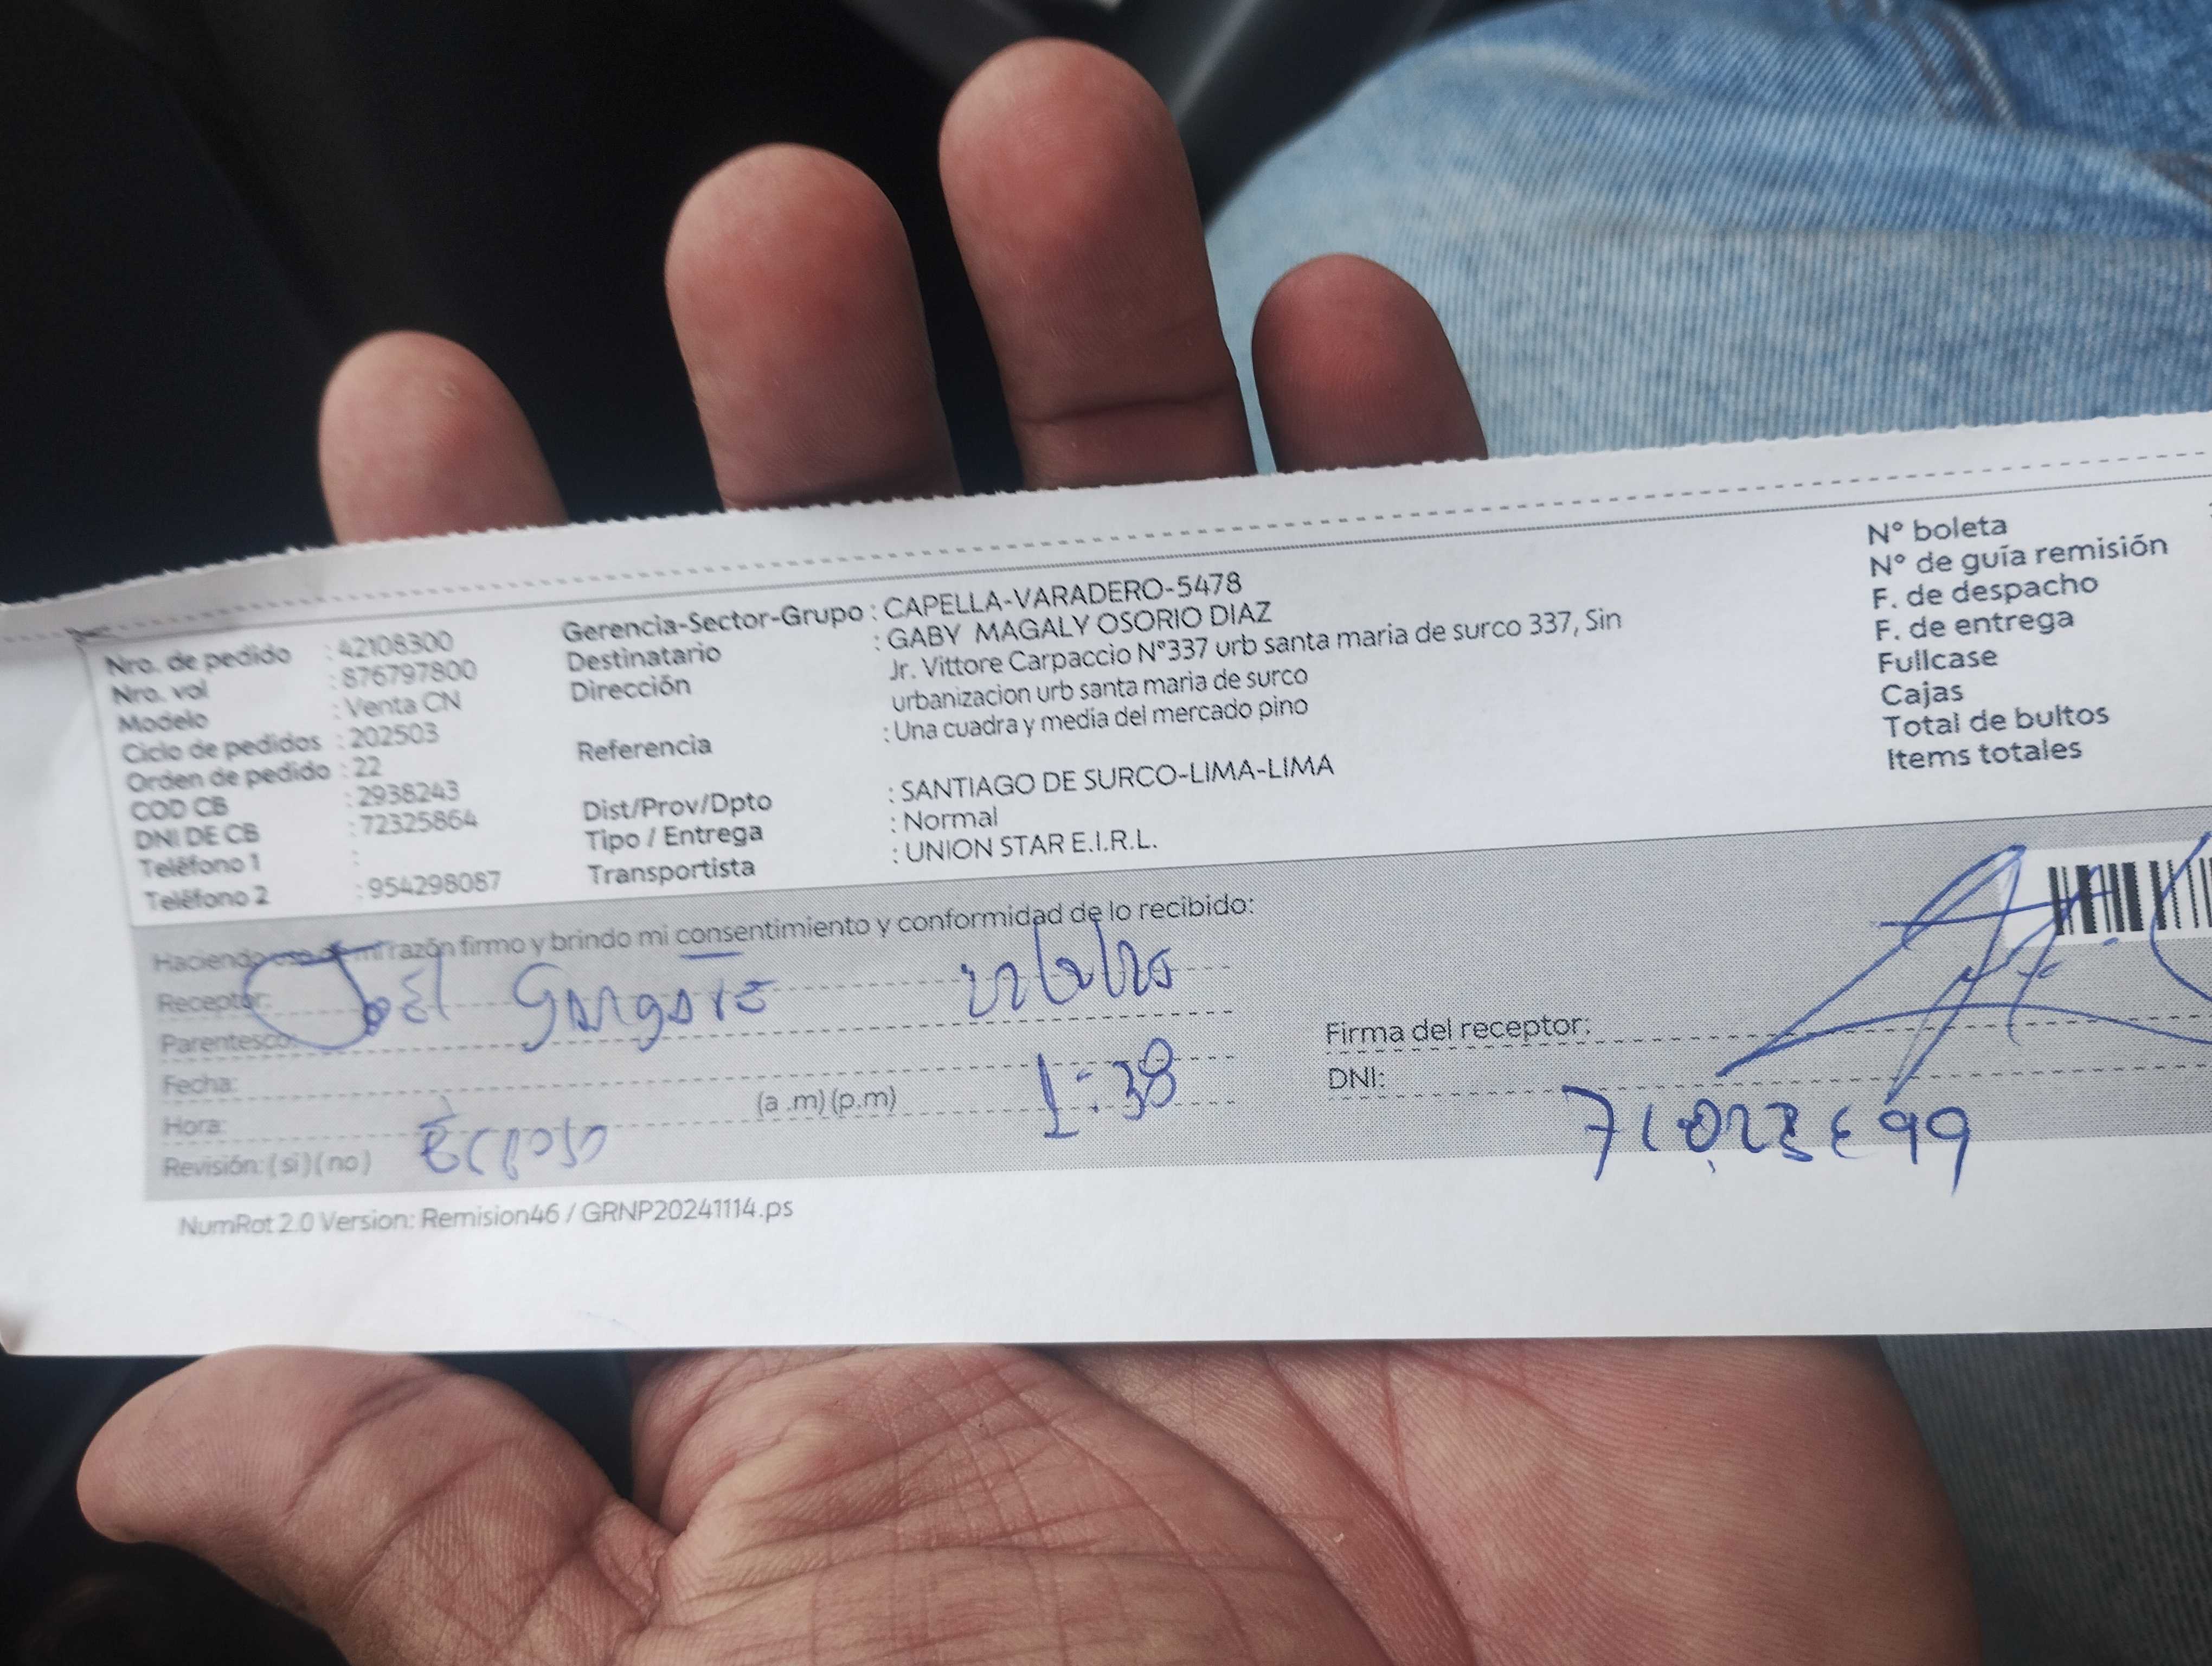 Nro. de pedido : 42108300
Nro. vol : 876797800
Modelo : Venta CN
Ciclo de pedidos : 202503
Orden de pedido : 22
COD CB : 2938243
DNI DE CB : 72325864
Teléfono 1 :
Teléfono 2 : 954298087
Gerencia-Sector-Grupo : CAPELLA-VARADERO-5478
Destinatario : GABY MAGALY OSORIO DIAZ
Dirección Jr. Vittore Carpaccio N°337 urb santa maria de surco 337, Sin
urbanizacion urb santa maria de surco
Referencia : Una cuadra y media del mercado pino
Dist/Prov/Dpto : SANTIAGO DE SURCO-LIMA-LIMA
Tipo / Entrega : Normal
Transportista : UNION STAR E.I.R.L.
N° boleta
N° de guía remisión
F. de despacho
F. de entrega
Fullcase
Cajas
Total de bultos
Items totales
Haciendo uso de mi razón firmo y brindo mi consentimiento y conformidad de lo recibido:
Receptor: Joel
Parentesco:
Fecha:
Hora: (a .m) (p.m) 1:38
Revisión: ( si ) ( no )
Firma del receptor:
DNI:
NumRot 2.0 Version: Remision46 / GRNP20241114.ps